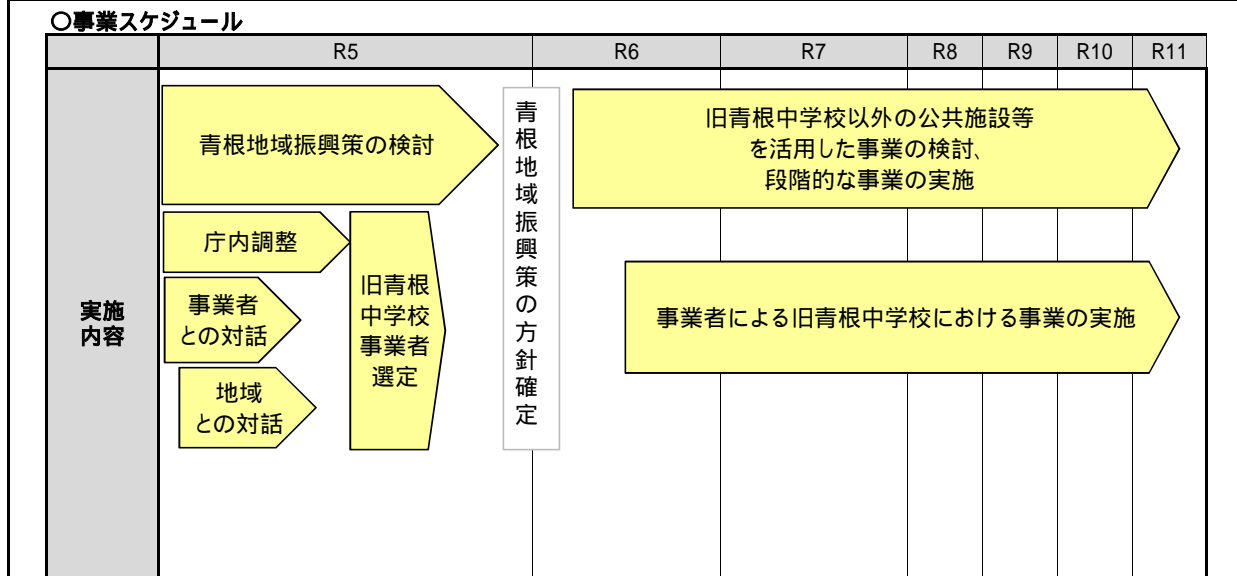 〇事業スケジュール
R5 R6 R7 R8 R9 R10 R11
実施
内容
青根地域振興策の検討
庁内調整
事業者
との対話
地域
との対話
旧青根
中学校
事業者
選定
青根地域振興策の方針確定
旧青根中学校以外の公共施設等
を活用した事業の検討、
段階的な事業の実施
事業者による旧青根中学校における事業の実施